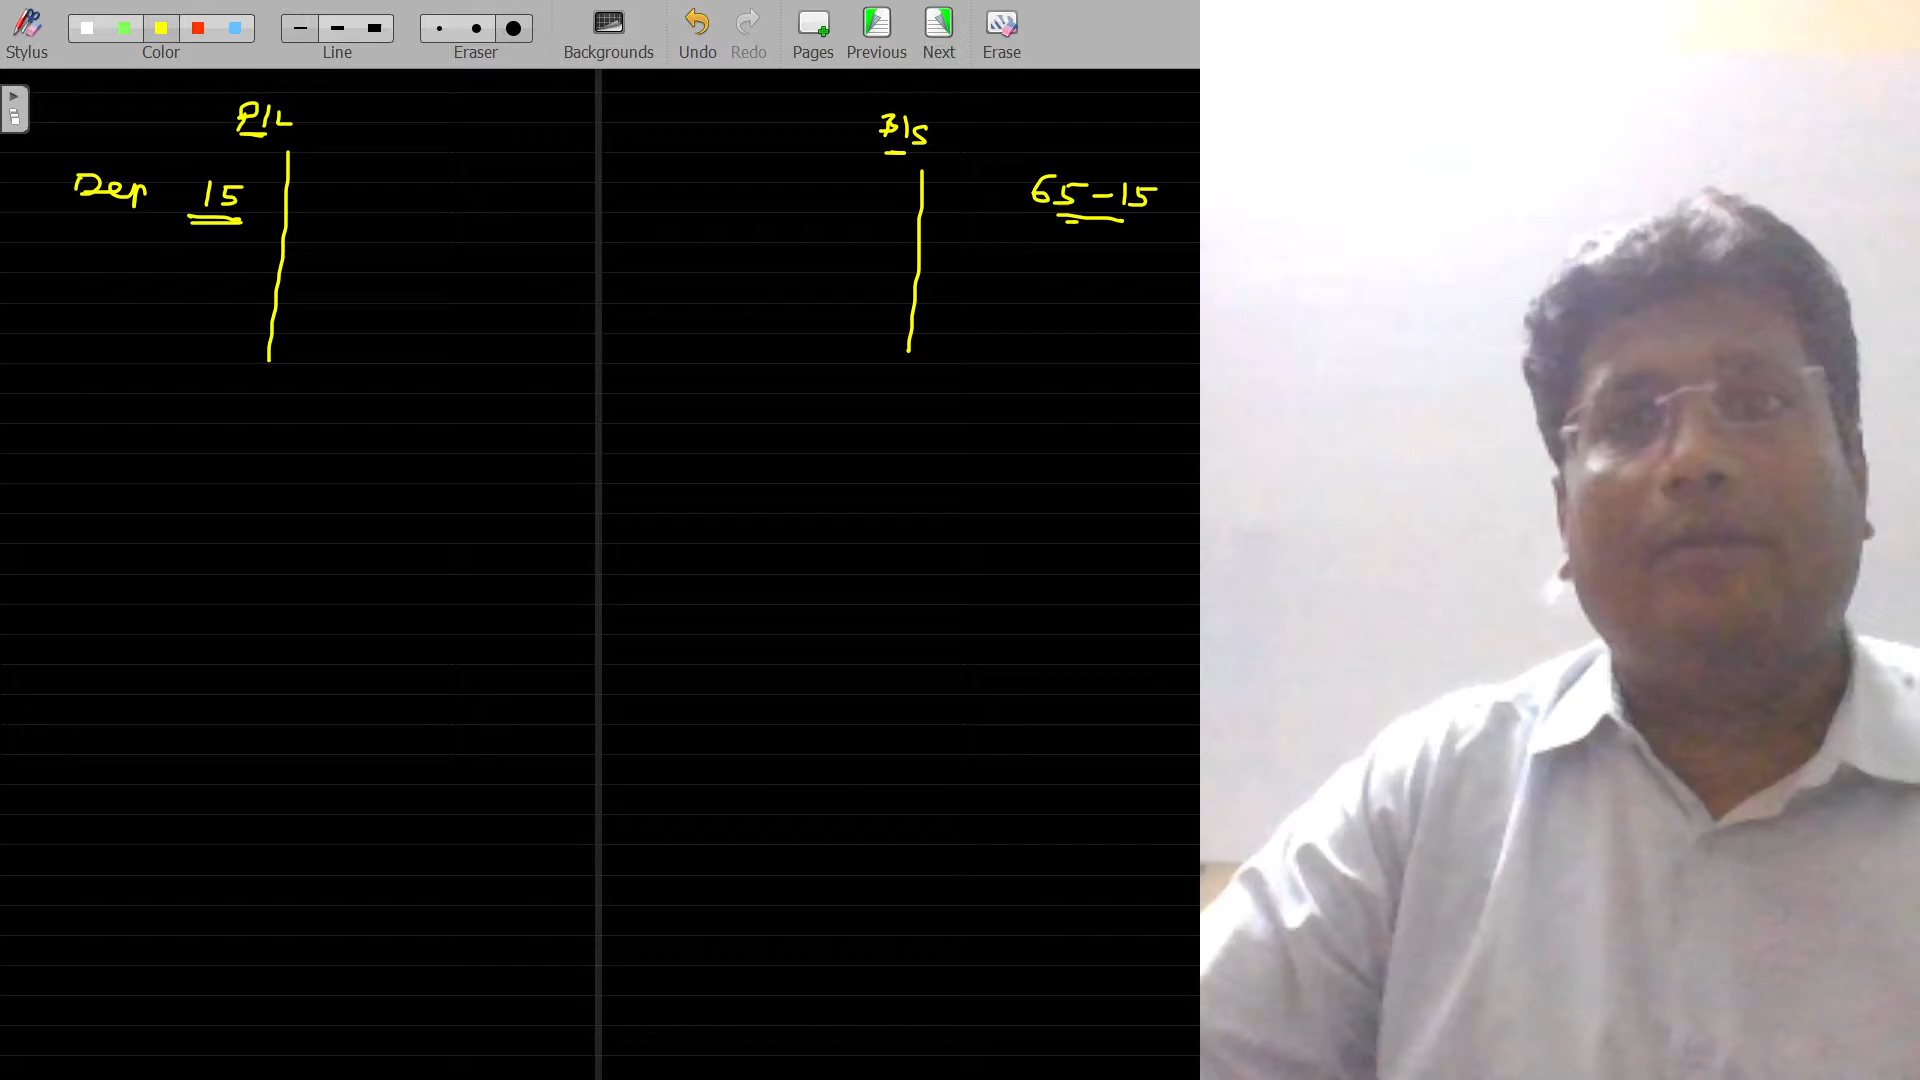 Stylus Color Line Eraser Backgrounds Undo Redo Pages Previous Next Erase
P/L
Dep 15
B/S
65-15